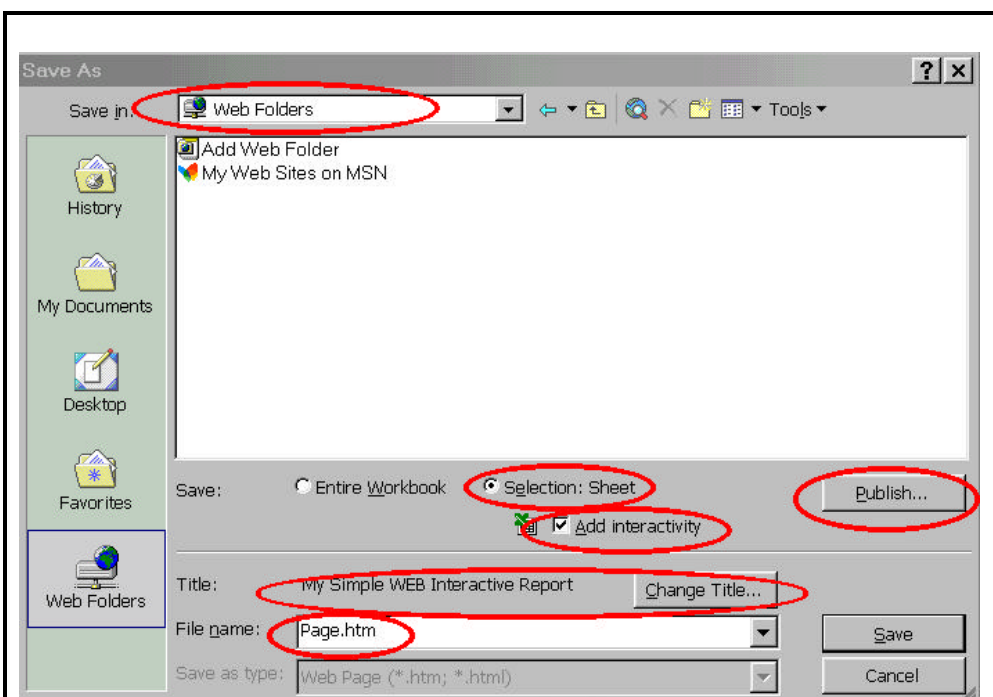 Save As
?
Save in:
Web Folders
Tools
Add Web Folder
My Web Sites on MSN
History
My Documents
Desktop
Favorites
Web Folders
Save:
Entire Workbook
Selection: Sheet
Publish...
Add interactivity
Title:
My Simple WEB Interactive Report
Change Title...
File name:
Page.htm
Save
Save as type:
Web Page (*.htm; *.html)
Cancel